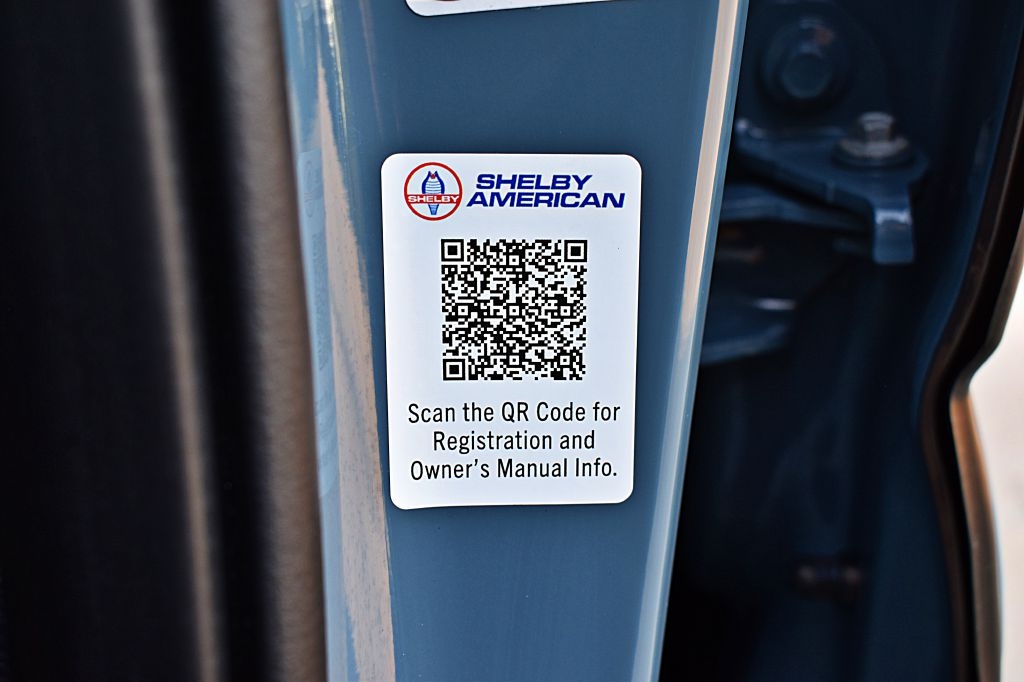 SHELBY
SHELBY
AMERICAN
Scan the QR Code for
Registration and
Owner's Manual Info.